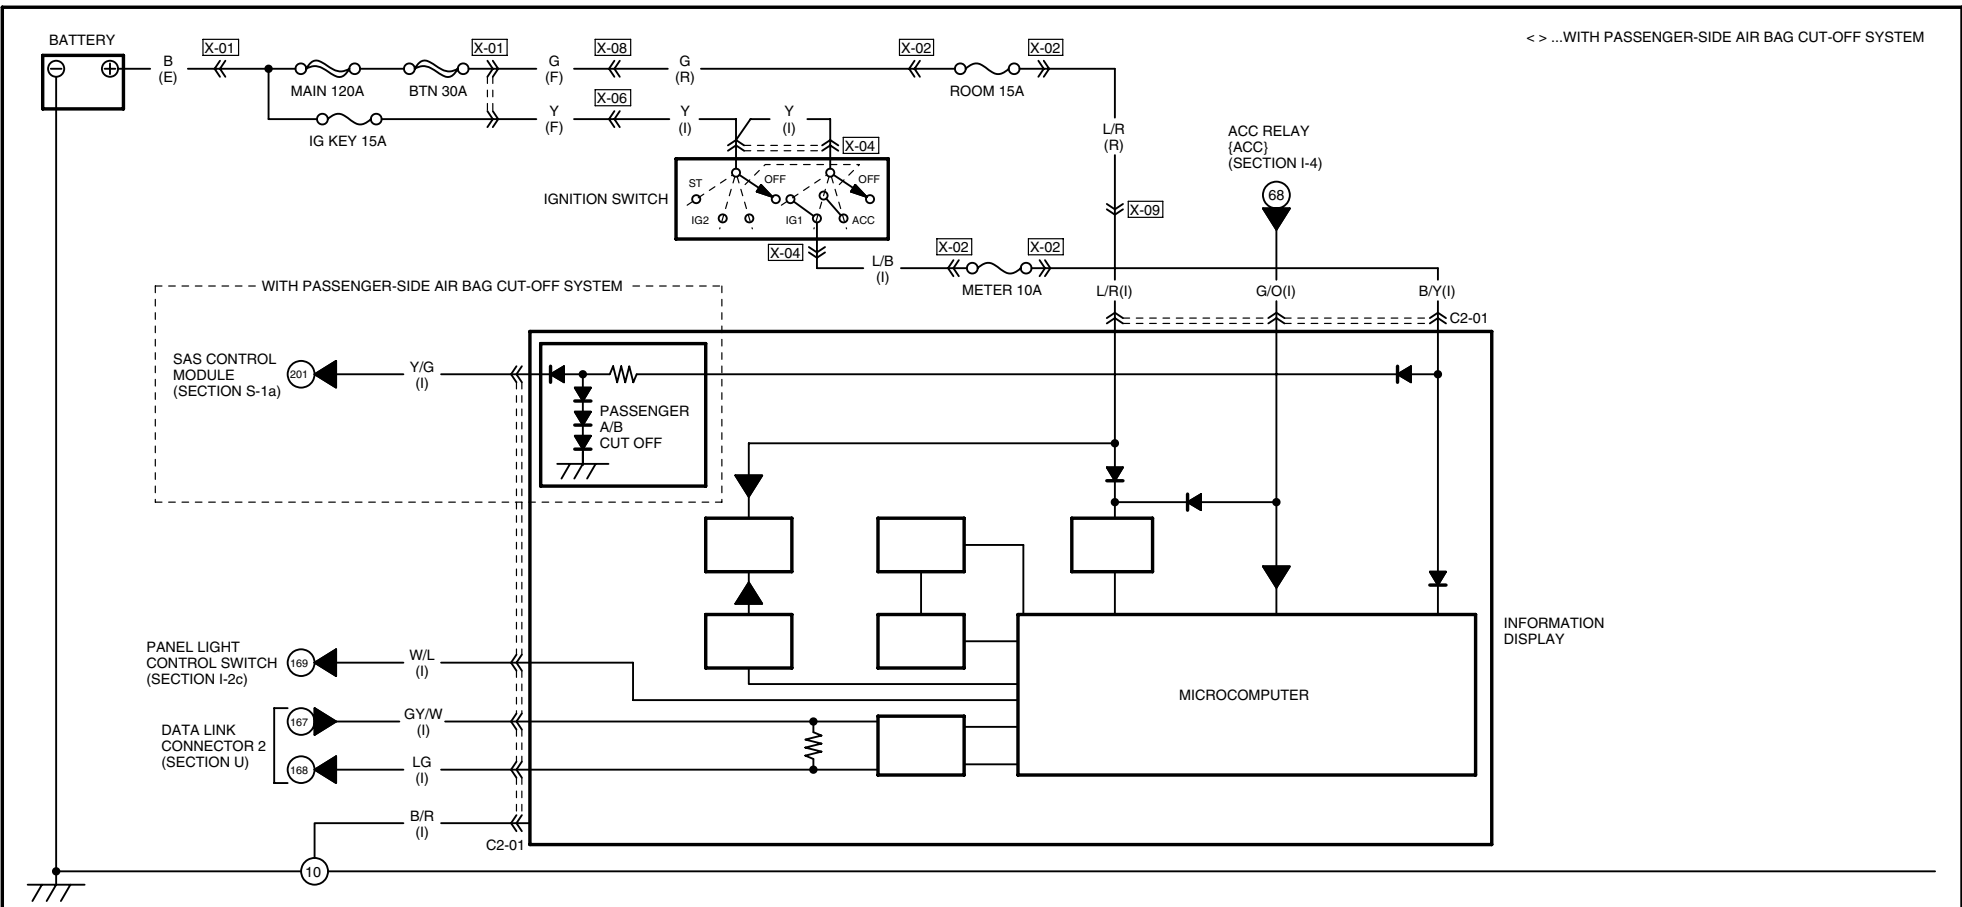 BATTERY
B
(E)
X-01
MAIN 120A
BTN 30A
X-01
G
(F)
X-08
G
(R)
X-02
ROOM 15A
X-02
< > ...WITH PASSENGER-SIDE AIR BAG CUT-OFF SYSTEM
IG KEY 15A
Y
(F)
X-06
Y
(I)
Y
(I)
X-04
L/R
(R)
ACC RELAY
{ACC}
(SECTION I-4)
68
X-09
IGNITION SWITCH
ST
OFF
IG2
OFF
IG1
ACC
X-04
L/B
(I)
X-02
METER 10A
X-02
L/R(I)
G/O(I)
B/Y(I)
C2-01
WITH PASSENGER-SIDE AIR BAG CUT-OFF SYSTEM
SAS CONTROL
MODULE
(SECTION S-1a)
201
Y/G
(I)
PASSENGER
A/B
CUT OFF
INFORMATION
DISPLAY
PANEL LIGHT
CONTROL SWITCH
(SECTION I-2c)
169
W/L
(I)
MICROCOMPUTER
DATA LINK
CONNECTOR 2
(SECTION U)
167
GY/W
(I)
168
LG
(I)
B/R
(I)
C2-01
10